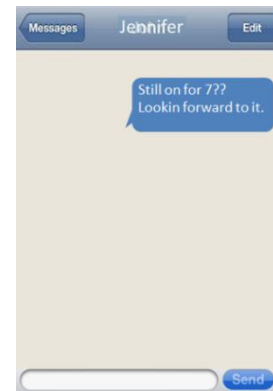 Messages
Jennifer
Edit
Still on for 7??
Lookin forward to it.
Send